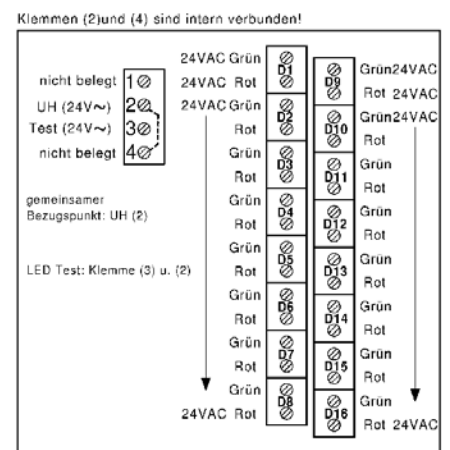 Klemmen (2)und (4) sind intern verbunden!
nicht belegt 1
UH (24V~) 2
Test (24V~) 3
nicht belegt 4
gemeinsamer
Bezugspunkt: UH (2)
LED Test: Klemme (3) u. (2)
24VAC Grün
D1
24VAC Rot
24VAC Grün
D2
Rot
Grün
D3
Rot
Grün
D4
Rot
Grün
D5
Rot
Grün
D6
Rot
Grün
D7
Rot
Grün
D8
24VAC Rot
Grün24VAC
D9
Rot 24VAC
Grün24VAC
D10
Rot
Grün
D11
Rot
Grün
D12
Rot
Grün
D13
Rot
Grün
D14
Rot
Grün
D15
Rot
Grün
D16
Rot 24VAC